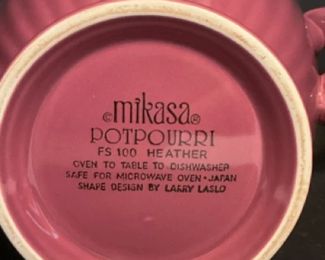 ©mikasa®
POTPOURRI
FS 100 HEATHER
OVEN TO TABLE TO DISHWASHER
SAFE FOR MICROWAVE OVEN • JAPAN
SHAPE DESIGN BY LARRY LASLO